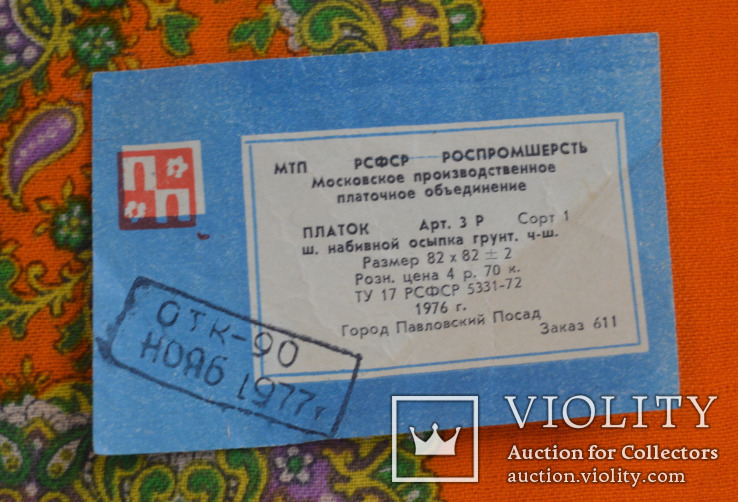 МТП РСФСР РОСПРОМШЕРСТЬ
Московское производственное
платочное объединение
ПЛАТОК Арт. 3 Р Сорт 1
ш. набивной осыпка грунт. ч-ш.
Размер 82 х 82 ± 2
Розн. цена 4 р. 70 к.
ТУ 17 РСФСР 5331-72
1976 г.
Город Павловский Посад
Заказ 611
ОТК-90
НОЯБ 1977г
VIOLITY
Auction for Collectors
auction.violity.com